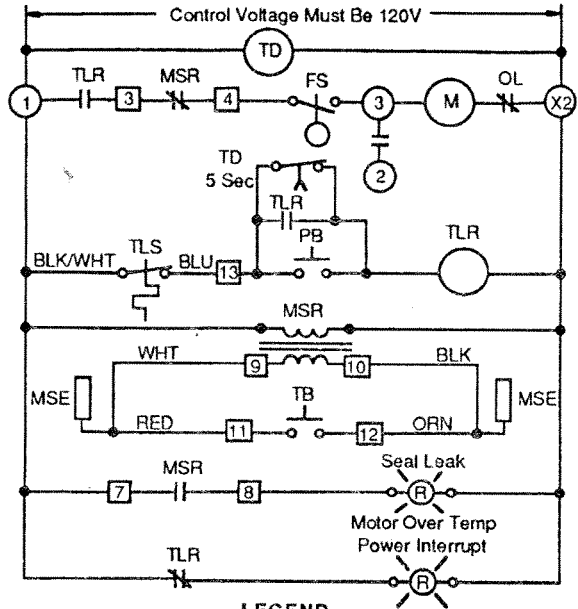 Control Voltage Must Be 120V
TD
TLR MSR FS OL
1 3 4 3 M X2
2
TD
5 Sec
TLR
PB
TLS TLR
BLK/WHT BLU 13
MSR
WHT 9 10 BLK
MSE TB MSE
RED 11 12 ORN
MSR Seal Leak
7 8 R
Motor Over Temp
Power Interrupt
TLR
R
LEGEND